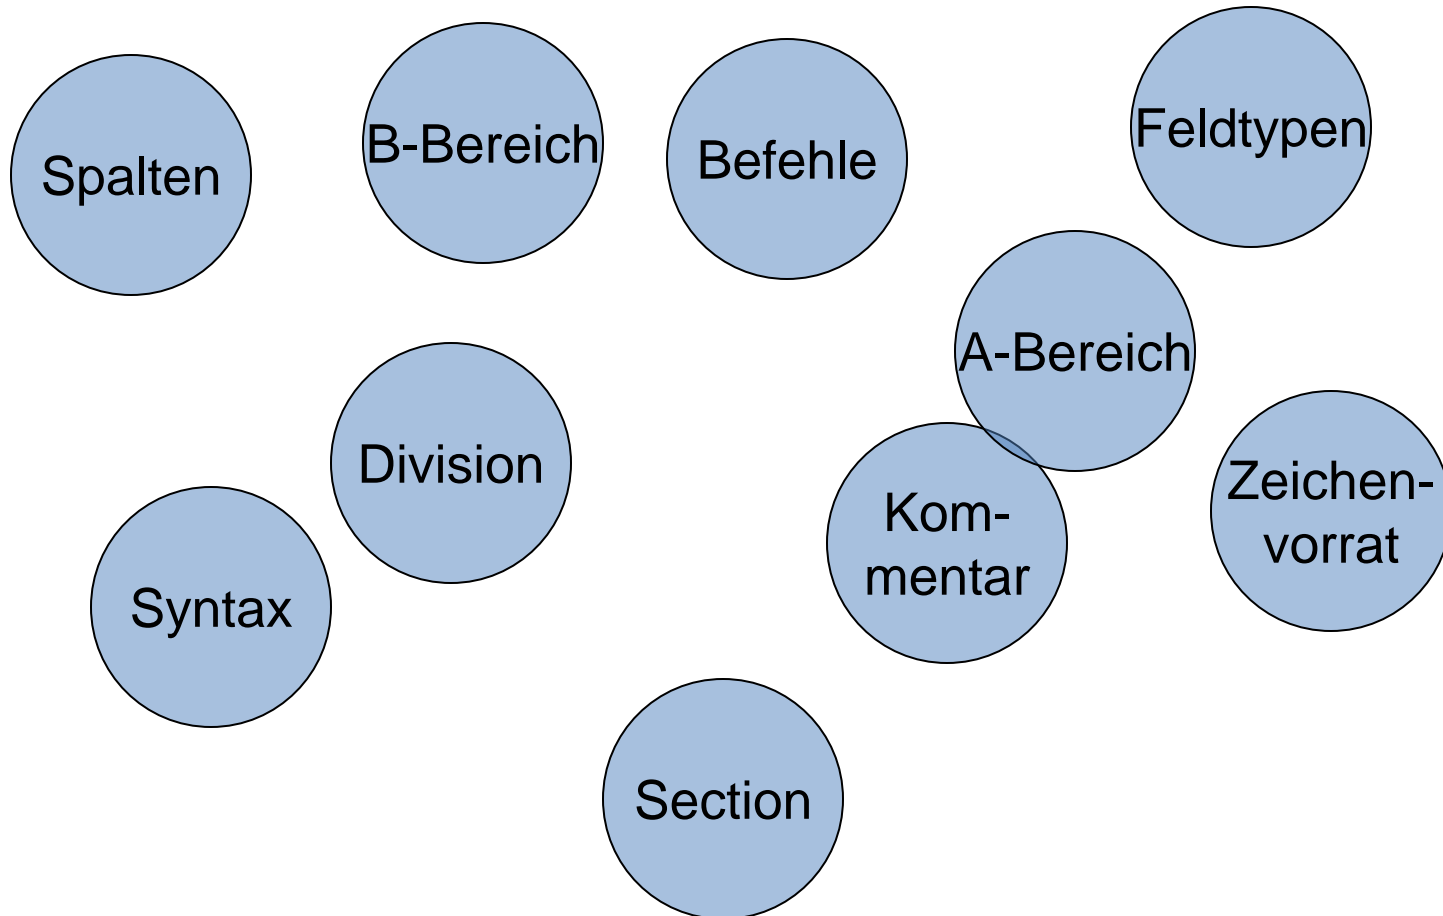 Spalten
B-Bereich
Befehle
Feldtypen
A-Bereich
Division
Kom-
mentar
Zeichen-
vorrat
Syntax
Section